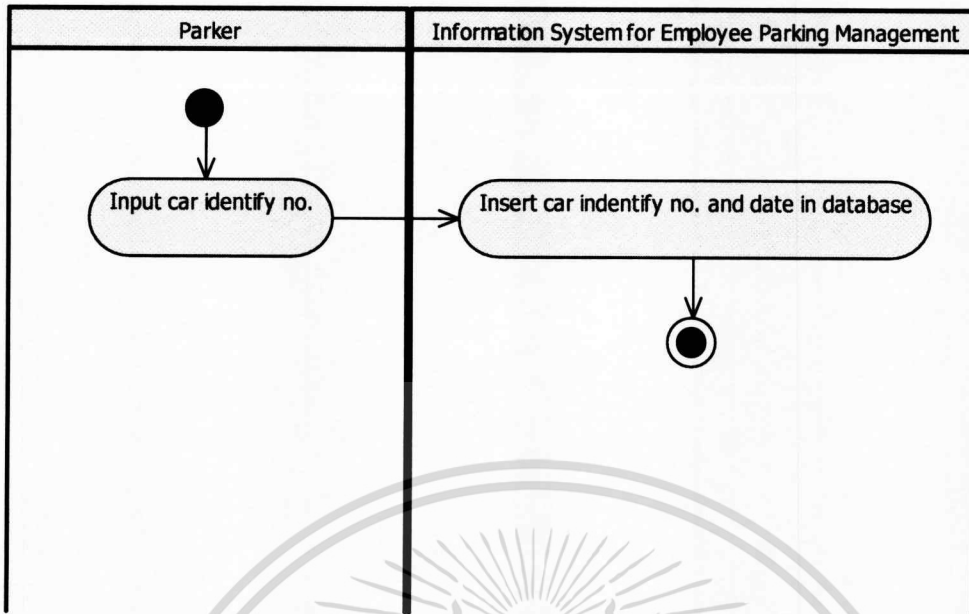 Parker
Information System for Employee Parking Management
Input car identify no.
Insert car indentify no. and date in database